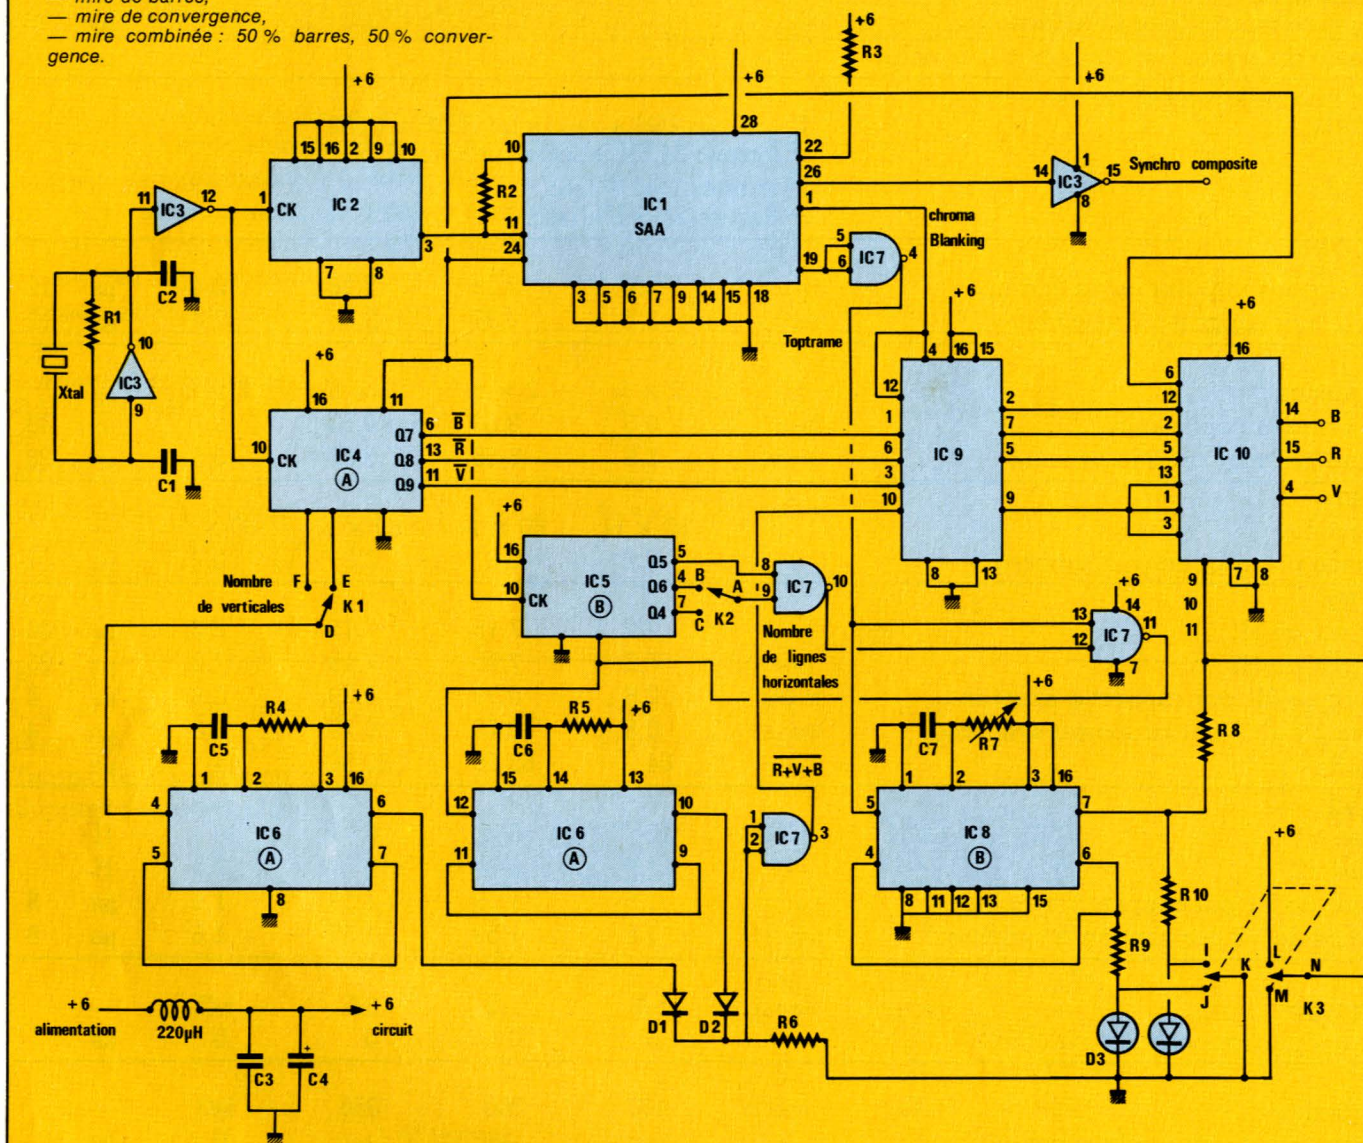 — mire de convergence,
— mire combinée : 50 % barres, 50 % conver-
gence.
+6
R3
+6
+6
+6
28
15 16 2 9 10
10
22
14
1
15
Synchro composite
IC3
8
11
IC3
12
1
CK
IC 2
R2
IC 1
SAA
26
1
chroma
Blanking
3
11
24
5
6
IC 7
4
19
7 8
3 5 6 7 9 14 15 18
C2
R1
10
IC3
9
Xtal
C1
+6
+6
+6
Toptrame
16
11
4 16 15
16
12
6
10
CK
IC 4
A
Q7
Q8
Q9
6
13
11
B
R
V
1
6
3
10
IC 9
2
7
5
9
12
2
5
13
1
3
IC 10
14
B
15
R
4
V
8 13
9
7 8
10
11
Nombre
de verticales
F
E
K1
D
+6
16
10
CK
IC 5
B
Q5
Q6
Q4
5
4
7
B
A
C
K2
8
9
IC 7
10
Nombre
de lignes
horizontales
+6
14
13
12
IC 7
11
7
+6
+6
+6
C5
R4
C6
R5
C7
R7
R 8
1 2 3 16
15 14 13
1 2 3 16
4
5
IC 6
A
6
7
8
12
11
IC 6
A
10
9
R+V+B
1
2
IC 7
3
5
4
IC 8
B
7
6
8 11 12 13 15
+6
R 10
R9
I
J
K
L
M
N
K3
+6
alimentation
220µH
+6
circuit
C3
+
C4
D1
D2
R6
D3